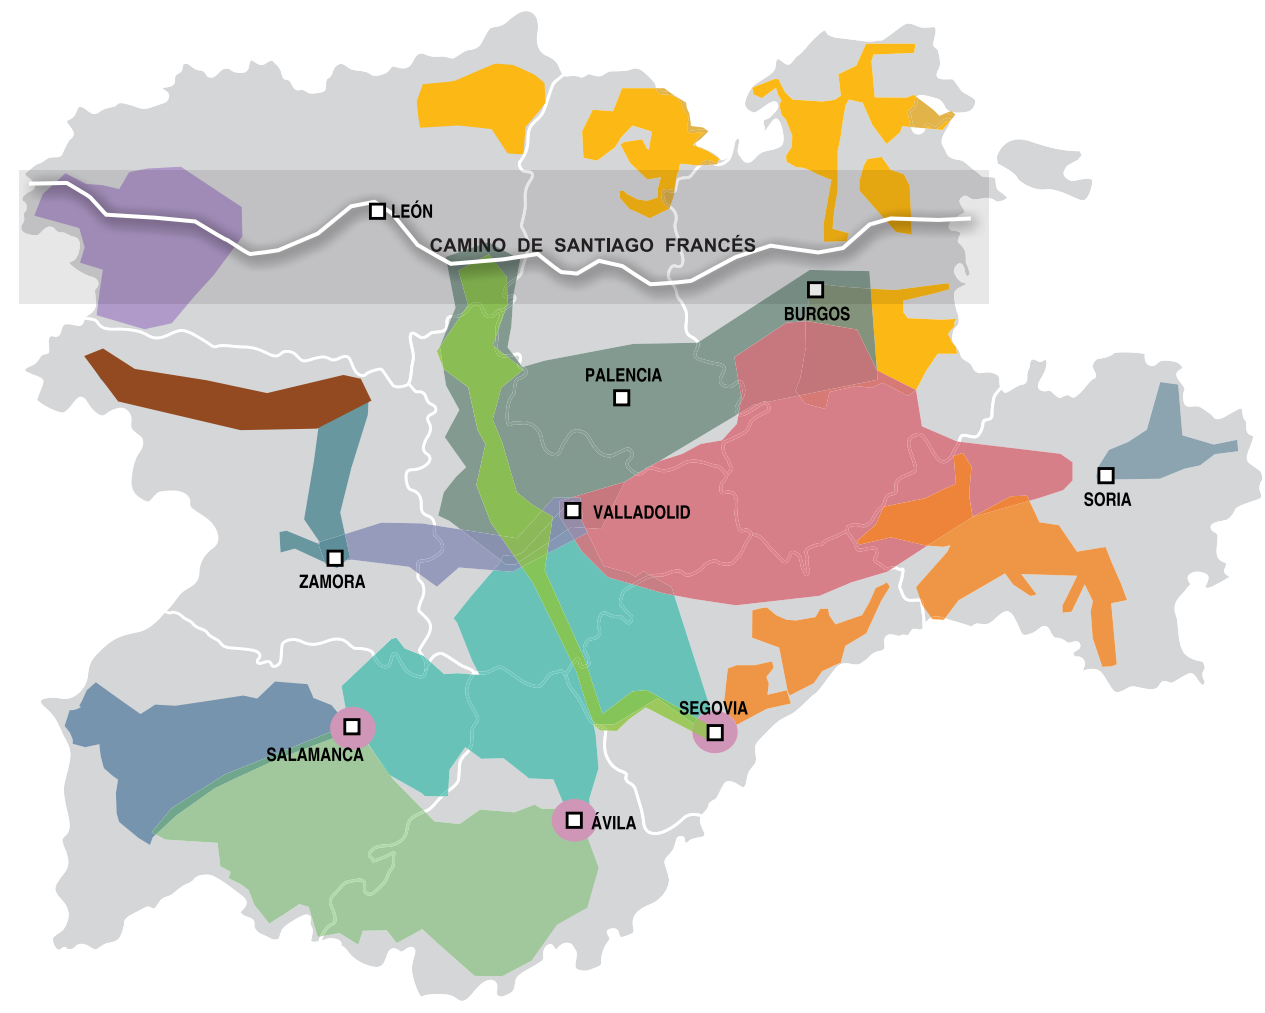 LEÓN
CAMINO DE SANTIAGO FRANCÉS
BURGOS
PALENCIA
SORIA
VALLADOLID
ZAMORA
SEGOVIA
SALAMANCA
ÁVILA